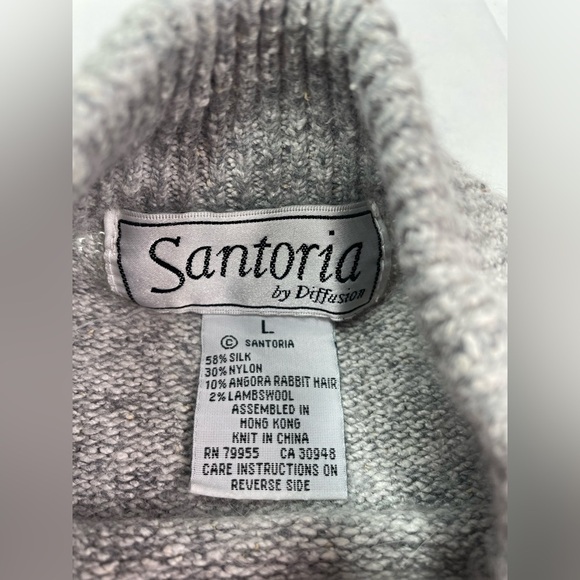 Santoria
by Diffusion
L
© SANTORIA
58% SILK
30% NYLON
10% ANGORA RABBIT HAIR
2% LAMBSWOOL
ASSEMBLED IN
HONG KONG
KNIT IN CHINA
RN 79955 CA 30948
CARE INSTRUCTIONS ON
REVERSE SIDE